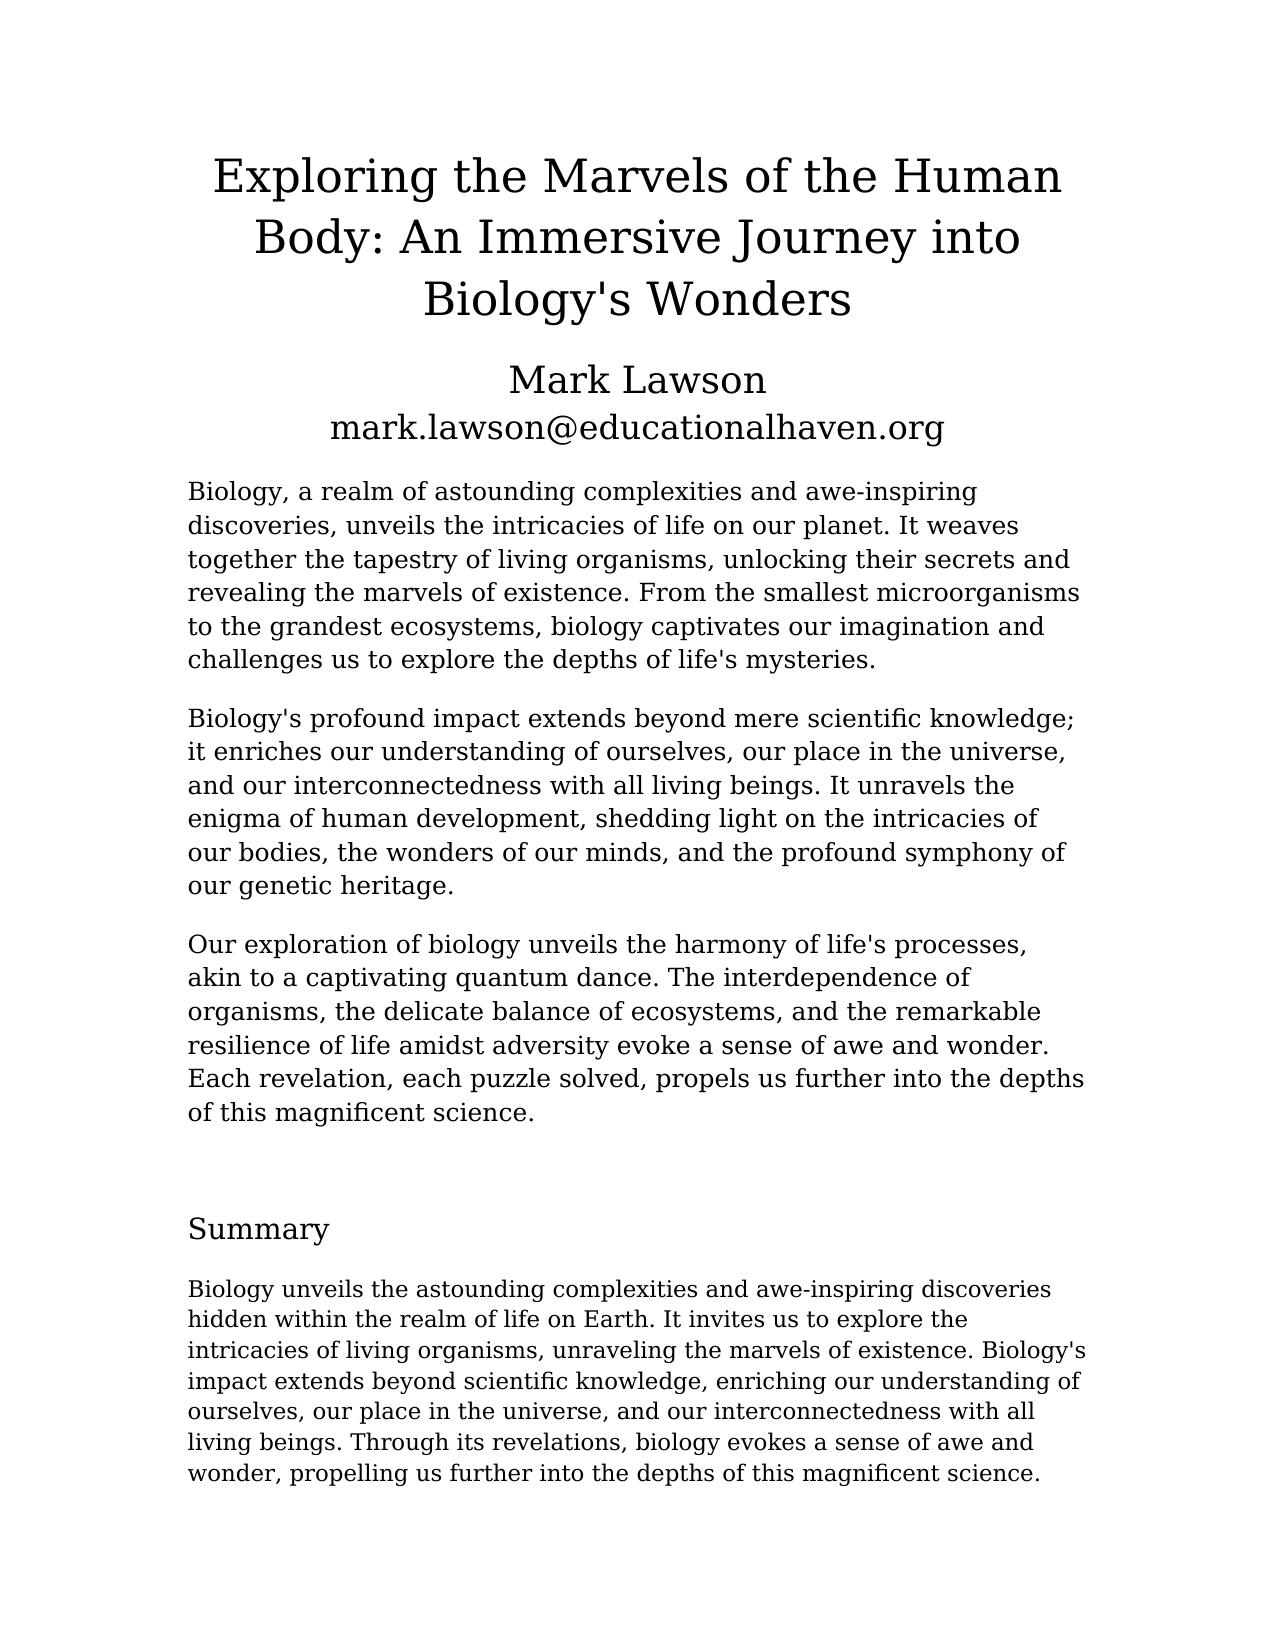 Exploring the Marvels of the Human
Body: An Immersive Journey into
Biology's Wonders
Mark Lawson
mark.lawson@educationalhaven.org
Biology, a realm of astounding complexities and awe-inspiring
discoveries, unveils the intricacies of life on our planet. It weaves
together the tapestry of living organisms, unlocking their secrets and
revealing the marvels of existence. From the smallest microorganisms
to the grandest ecosystems, biology captivates our imagination and
challenges us to explore the depths of life's mysteries.
Biology's profound impact extends beyond mere scientific knowledge;
it enriches our understanding of ourselves, our place in the universe,
and our interconnectedness with all living beings. It unravels the
enigma of human development, shedding light on the intricacies of
our bodies, the wonders of our minds, and the profound symphony of
our genetic heritage.
Our exploration of biology unveils the harmony of life's processes,
akin to a captivating quantum dance. The interdependence of
organisms, the delicate balance of ecosystems, and the remarkable
resilience of life amidst adversity evoke a sense of awe and wonder.
Each revelation, each puzzle solved, propels us further into the depths
of this magnificent science.
Summary
Biology unveils the astounding complexities and awe-inspiring discoveries
hidden within the realm of life on Earth. It invites us to explore the
intricacies of living organisms, unraveling the marvels of existence. Biology's
impact extends beyond scientific knowledge, enriching our understanding of
ourselves, our place in the universe, and our interconnectedness with all
living beings. Through its revelations, biology evokes a sense of awe and
wonder, propelling us further into the depths of this magnificent science.